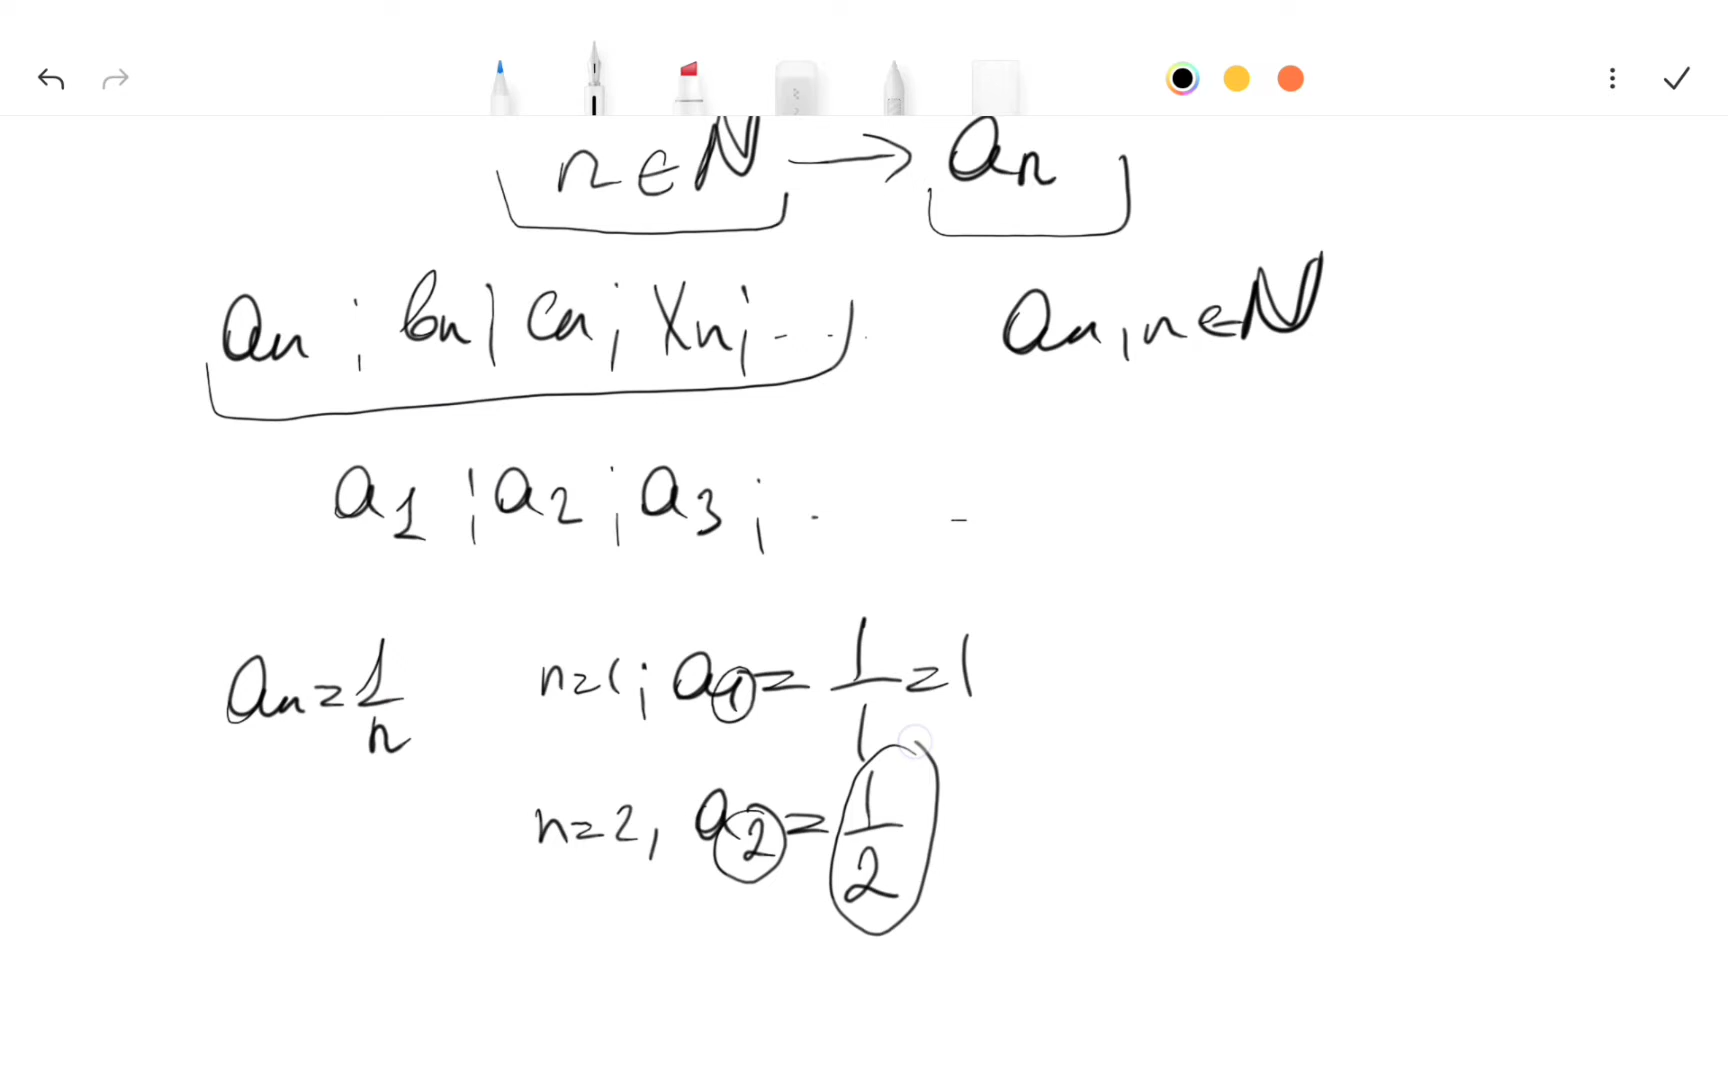 n ∈ N → an
an ; bn ; cn ; xn ; . . . an , n ∈ N
a1 ; a2 ; a3 ; . .
an = 1/n n = 1 ; a1 = 1/1 = 1
n = 2 , a2 = 1/2